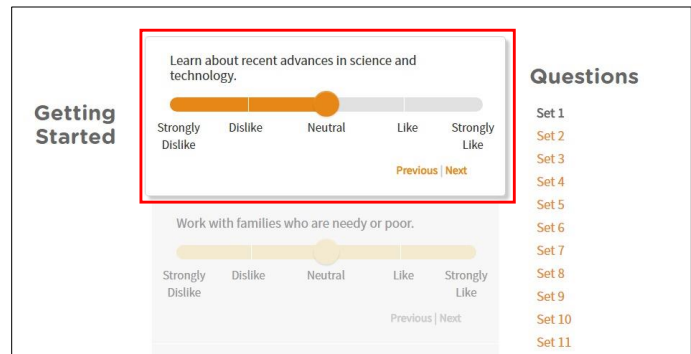 Getting
Started
Learn about recent advances in science and
technology.
Strongly Dislike
Dislike
Neutral
Like
Strongly Like
Previous | Next
Work with families who are needy or poor.
Strongly Dislike
Dislike
Neutral
Like
Strongly Like
Previous | Next
Questions
Set 1
Set 2
Set 3
Set 4
Set 5
Set 6
Set 7
Set 8
Set 9
Set 10
Set 11